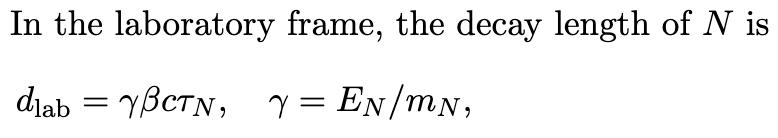 In the laboratory frame, the decay length of N is
d_lab = γβcτ_N, γ = E_N/m_N,